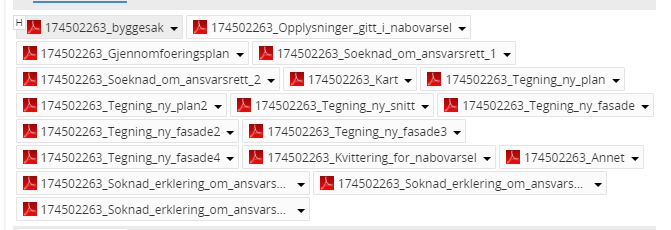 H 174502263_byggesak 174502263_Opplysninger_gitt_i_nabovarsel
174502263_Gjennomfoeringsplan 174502263_Soeknad_om_ansvarsrett_1
174502263_Soeknad_om_ansvarsrett_2 174502263_Kart 174502263_Tegning_ny_plan
174502263_Tegning_ny_plan2 174502263_Tegning_ny_snitt 174502263_Tegning_ny_fasade
174502263_Tegning_ny_fasade2 174502263_Tegning_ny_fasade3
174502263_Tegning_ny_fasade4 174502263_Kvittering_for_nabovarsel 174502263_Annet
174502263_Soknad_erklering_om_ansvars... 174502263_Soknad_erklering_om_ansvars...
174502263_Soknad_erklering_om_ansvars...